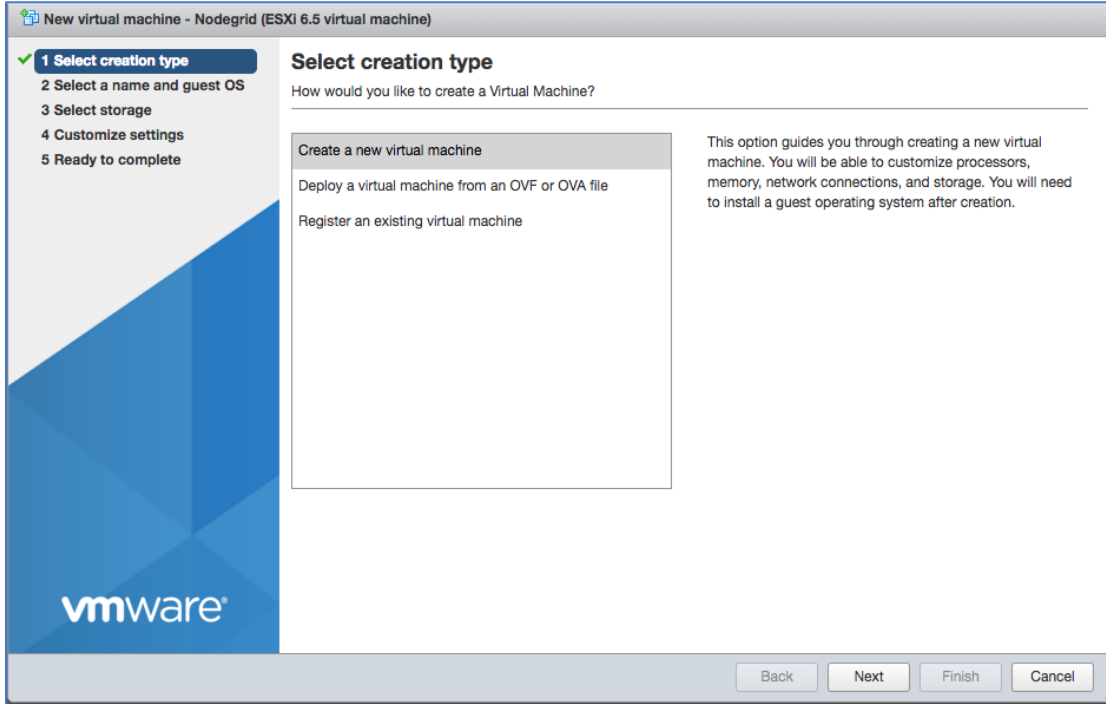 New virtual machine - Nodegrid (ESXi 6.5 virtual machine)
1 Select creation type
2 Select a name and guest OS
3 Select storage
4 Customize settings
5 Ready to complete
Select creation type
How would you like to create a Virtual Machine?
Create a new virtual machine
Deploy a virtual machine from an OVF or OVA file
Register an existing virtual machine
This option guides you through creating a new virtual
machine. You will be able to customize processors,
memory, network connections, and storage. You will need
to install a guest operating system after creation.
vmware®
Back
Next
Finish
Cancel